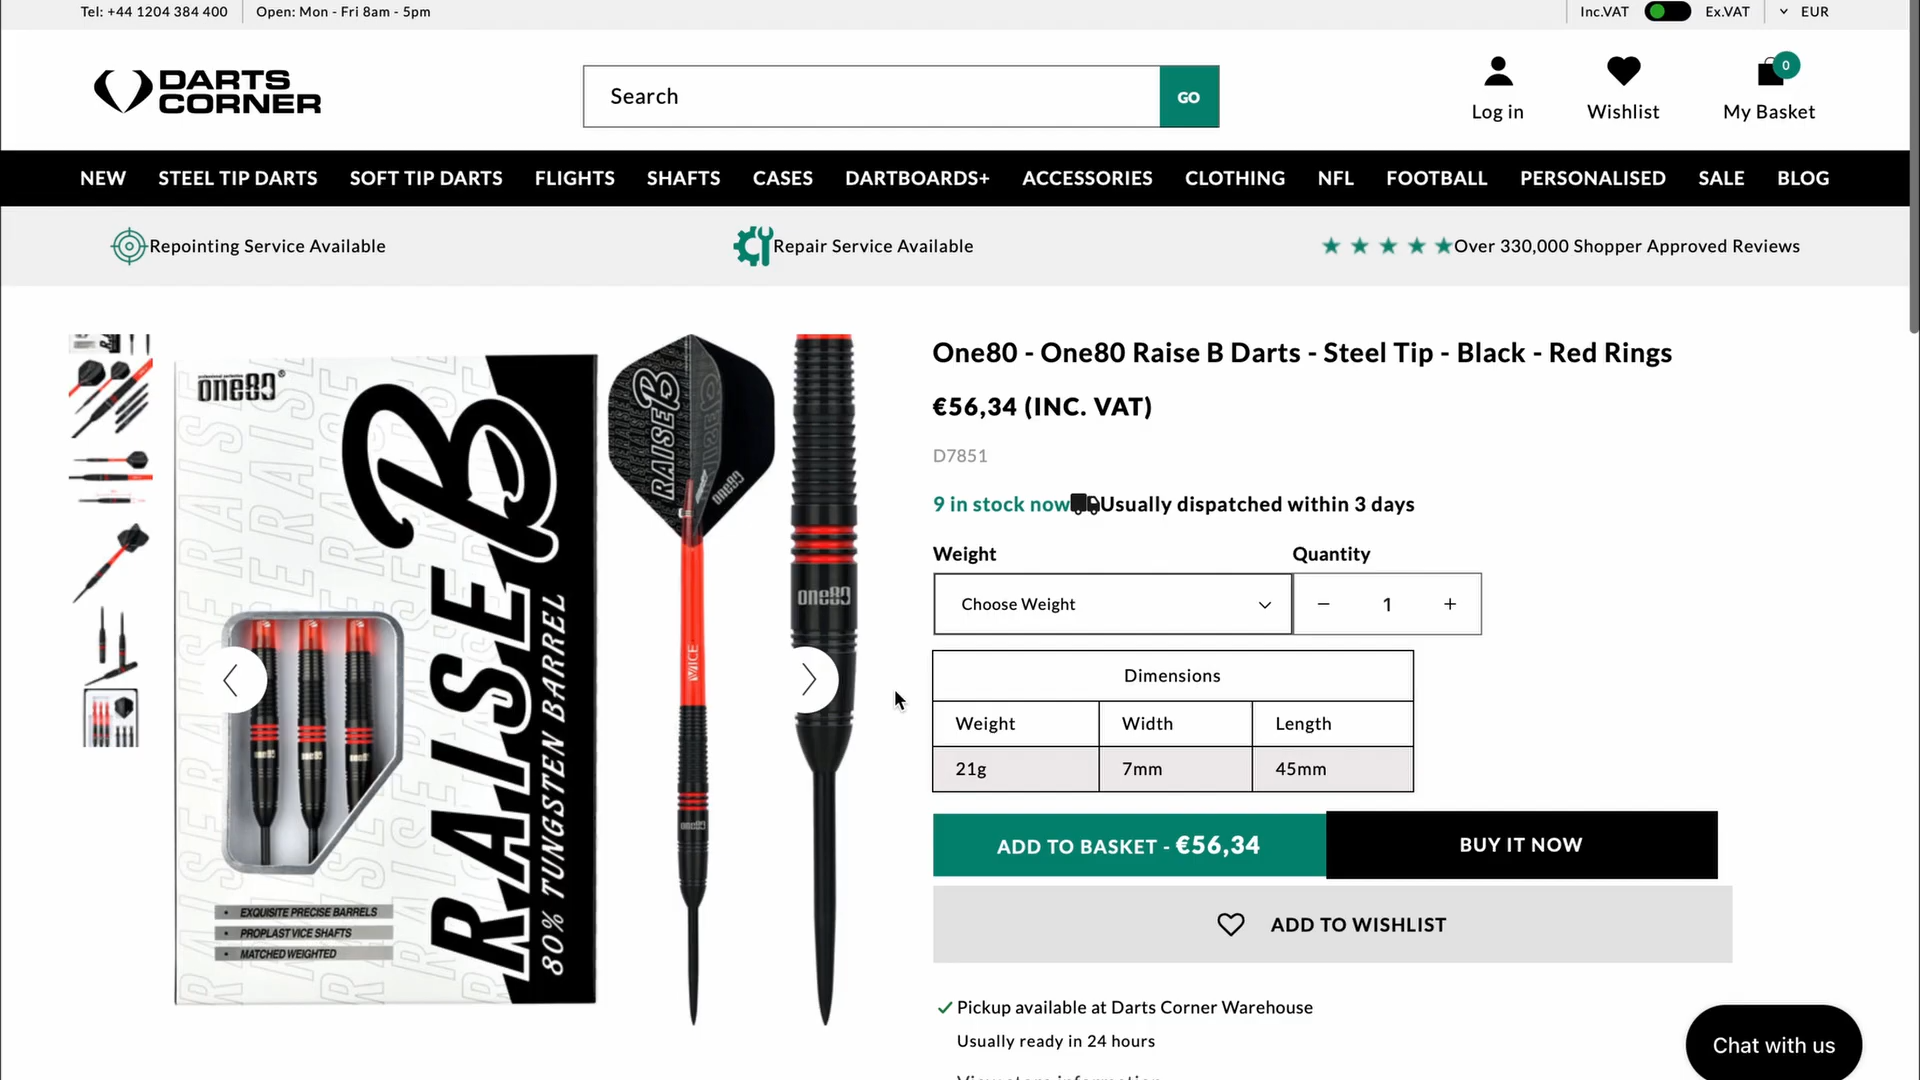 Tel: +44 1204 384 400
Open: Mon - Fri 8am - 5pm
Inc.VAT
Ex.VAT
EUR
DARTS
CORNER
Search
GO
Log in
Wishlist
0
My Basket
NEW STEEL TIP DARTS SOFT TIP DARTS FLIGHTS SHAFTS CASES DARTBOARDS+ ACCESSORIES CLOTHING NFL FOOTBALL PERSONALISED SALE BLOG
Repointing Service Available
Repair Service Available
Over 330,000 Shopper Approved Reviews
one80®
RAISE B
80% TUNGSTEN BARREL
• EXQUISITE PRECISE BARRELS
• PROPLAST VICE SHAFTS
• MATCHED WEIGHTED
RAISE B
one80
VICE
one80
one80
One80 - One80 Raise B Darts - Steel Tip - Black - Red Rings
€56,34 (INC. VAT)
D7851
9 in stock now Usually dispatched within 3 days
Weight
Quantity
Choose Weight
− 1 +
Dimensions
Weight Width Length
21g 7mm 45mm
ADD TO BASKET - €56,34
BUY IT NOW
ADD TO WISHLIST
Pickup available at Darts Corner Warehouse
Usually ready in 24 hours
View store information
Chat with us